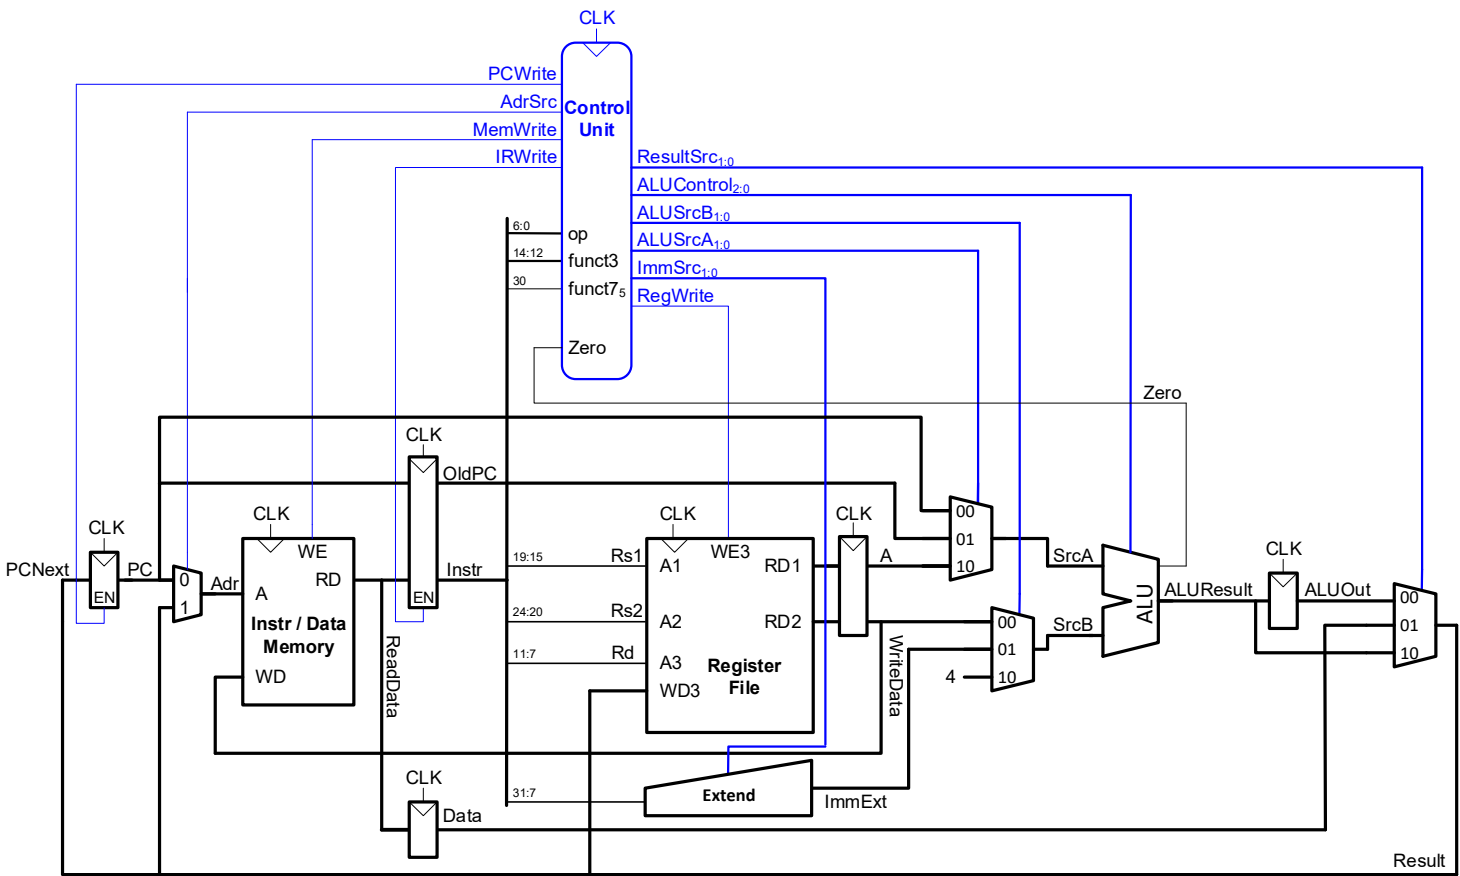 CLK
PCWrite
AdrSrc
MemWrite
IRWrite
Control
Unit
ResultSrc1:0
ALUControl2:0
ALUSrcB1:0
ALUSrcA1:0
ImmSrc1:0
RegWrite
6:0
op
14:12
funct3
30
funct75
Zero
Zero
CLK
OldPC
CLK
CLK
CLK
CLK
CLK
PCNext
PC
EN
0
1
Adr
WE
RD
A
Instr / Data
Memory
WD
ReadData
Instr
EN
19:15
Rs1
A1
WE3
RD1
24:20
Rs2
A2
RD2
11:7
Rd
A3
Register
File
WD3
A
WriteData
00
01
10
SrcA
00
01
4
10
SrcB
ALU
ALUResult
CLK
ALUOut
00
01
10
CLK
Data
31:7
Extend
ImmExt
Result